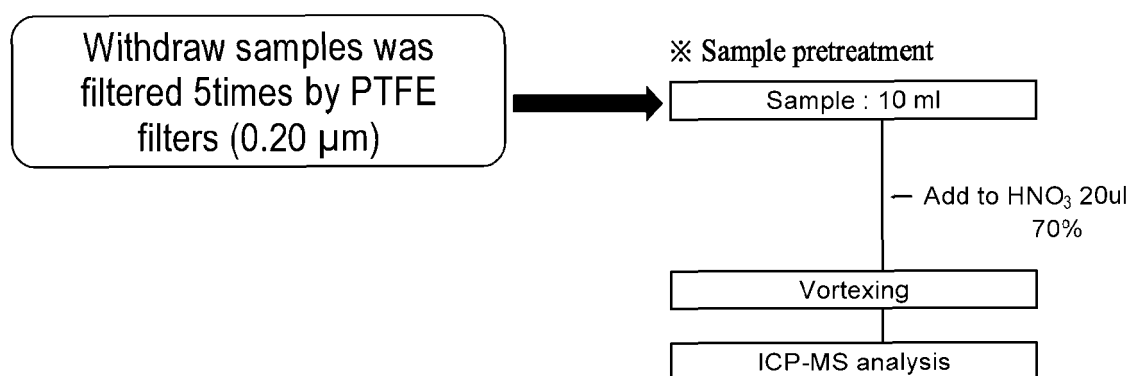 Withdraw samples was
filtered 5times by PTFE
filters (0.20 µm)
※ Sample pretreatment
Sample : 10 ml
Add to HNO₃ 20ul
70%
Vortexing
ICP-MS analysis